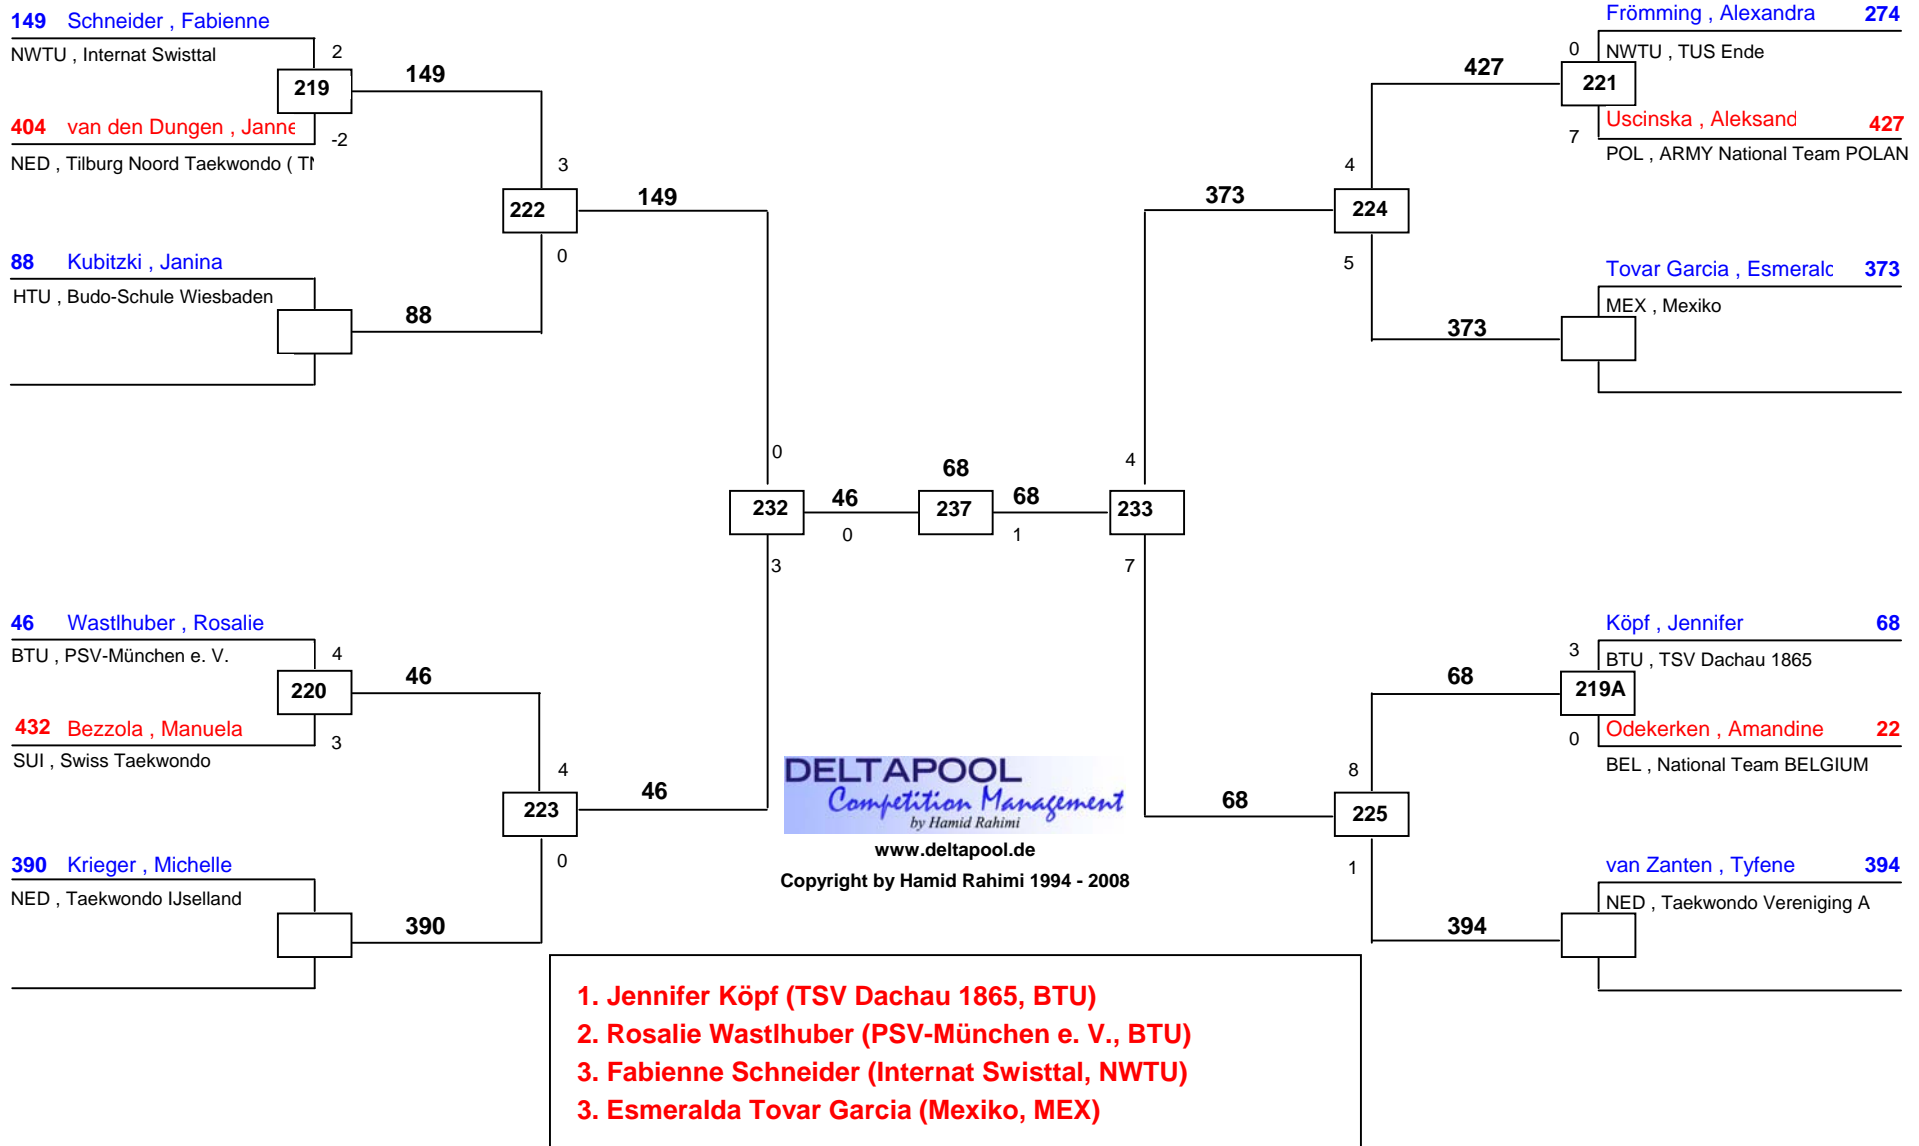 149 Schneider , Fabienne
NWTU , Internat Swisttal
2
219
149
404 van den Dungen , Janne
-2
NED , Tilburg Noord Taekwondo ( TN
3
222
149
0
88 Kubitzki , Janina
HTU , Budo-Schule Wiesbaden
88
0
232
46
0
3
46 Wastlhuber , Rosalie
BTU , PSV-München e. V.
4
220
46
432 Bezzola , Manuela
3
SUI , Swiss Taekwondo
4
223
46
0
390 Krieger , Michelle
NED , Taekwondo IJselland
390
68
237
68
1
Frömming , Alexandra 274
0
NWTU , TUS Ende
427
221
Uscinska , Aleksand 427
7
POL , ARMY National Team POLAN
4
373
224
5
Tovar Garcia , Esmeralc 373
MEX , Mexiko
373
4
233
7
Köpf , Jennifer 68
3
BTU , TSV Dachau 1865
68
219A
Odekerken , Amandine 22
0
BEL , National Team BELGIUM
8
68
225
1
van Zanten , Tyfene 394
NED , Taekwondo Vereniging A
394
DELTAPOOL
Competition Management
by Hamid Rahimi
www.deltapool.de
Copyright by Hamid Rahimi 1994 - 2008
1. Jennifer Köpf (TSV Dachau 1865, BTU)
2. Rosalie Wastlhuber (PSV-München e. V., BTU)
3. Fabienne Schneider (Internat Swisttal, NWTU)
3. Esmeralda Tovar Garcia (Mexiko, MEX)